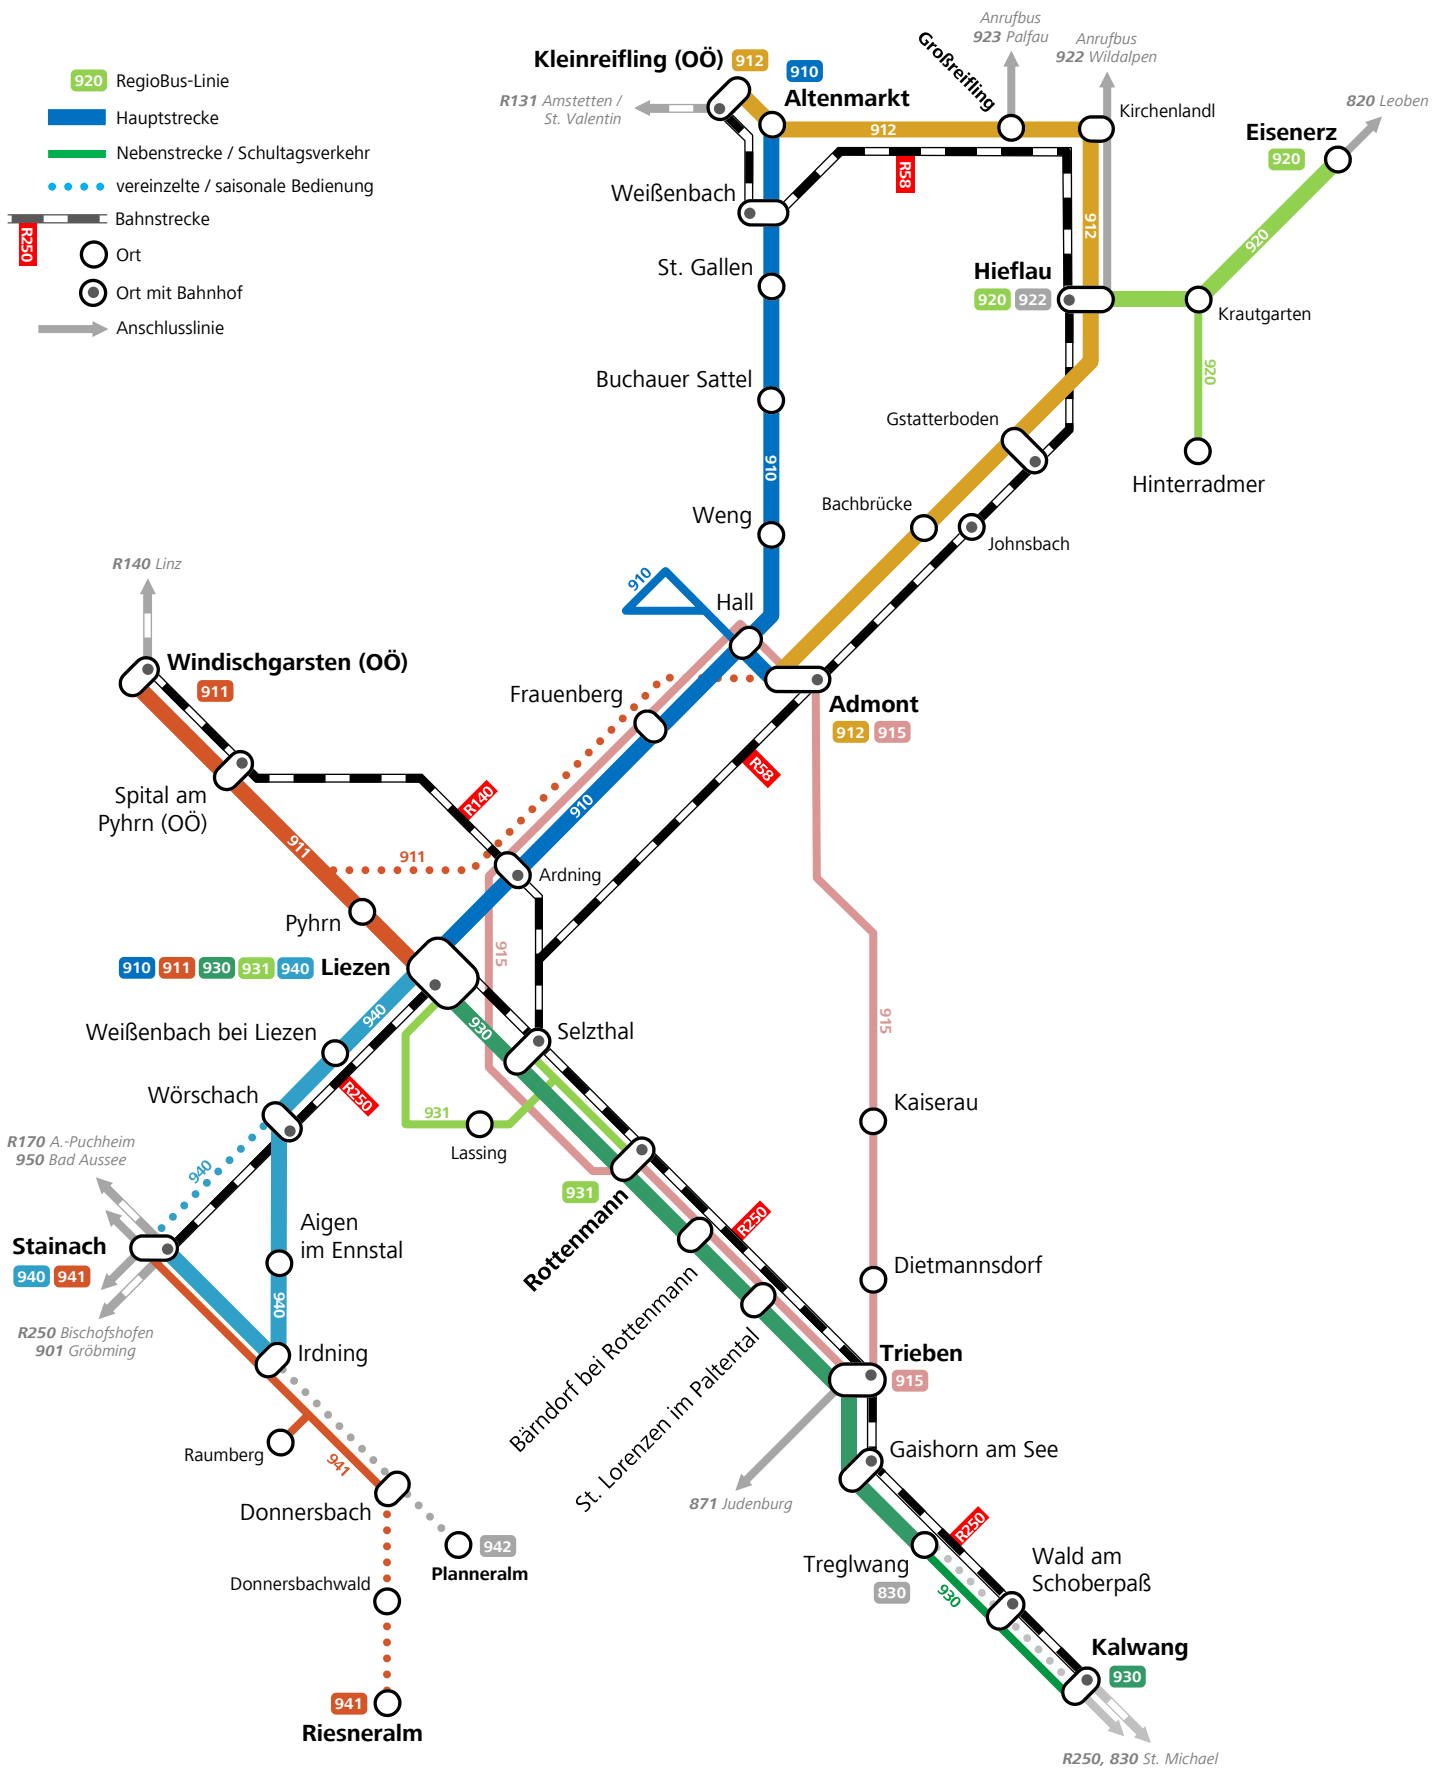 920 RegioBus-Linie
Hauptstrecke
Nebenstrecke / Schultagsverkehr
vereinzelte / saisonale Bedienung
Bahnstrecke
R250
Ort
Ort mit Bahnhof
Anschlusslinie
Anrufbus
923 Palfau
Anrufbus
922 Wildalpen
Kleinreifling (OÖ) 912
910
Altenmarkt
Großreifling
R131 Amstetten /
St. Valentin
912
Kirchenlandl
820 Leoben
Eisenerz
920
R58
Weißenbach
912
920
St. Gallen
Hieflau
920 922
Krautgarten
920
Buchauer Sattel
Gstatterboden
910
Hinterradmer
Bachbrücke
Weng
Johnsbach
R140 Linz
910
Hall
Windischgarsten (OÖ)
911
Frauenberg
Admont
912 915
R58
Spital am
Pyhrn (OÖ)
R140
910
911
911
Ardning
Pyhrn
915
910 911 930 931 940 Liezen
940
930
915
Weißenbach bei Liezen
Selzthal
R250
Wörschach
931
Lassing
Kaiserau
R170 A.-Puchheim
950 Bad Aussee
940
931
Rottenmann
R250
Aigen
im Ennstal
Stainach
940 941
Dietmannsdorf
940
R250 Bischofshofen
901 Gröbming
Irdning
Bärndorf bei Rottenmann
St. Lorenzen im Paltental
Trieben
915
Raumberg
941
Gaishorn am See
871 Judenburg
Donnersbach
942
Planneralm
R250
Treglwang
830
930
Wald am
Schoberpaß
Donnersbachwald
Kalwang
930
941
Riesneralm
R250, 830 St. Michael